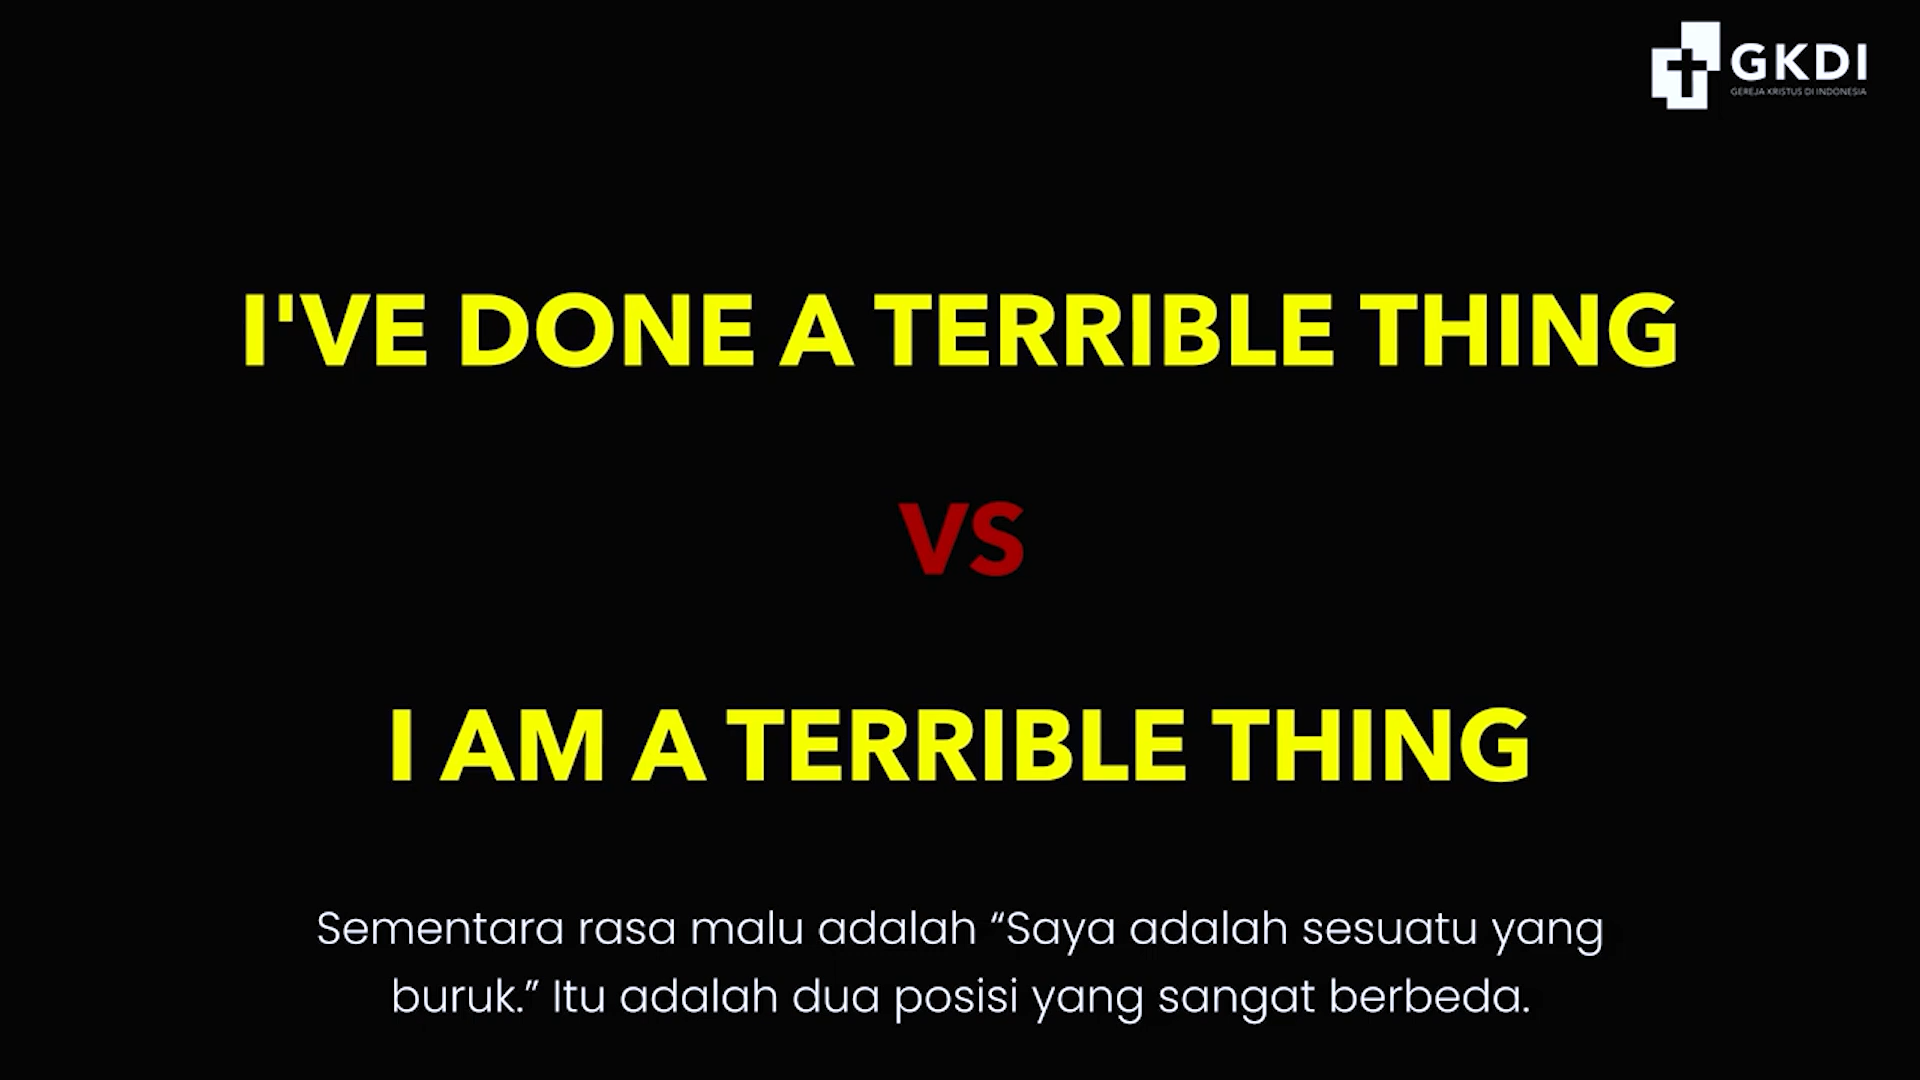 GKDI
GEREJA KRISTUS DI INDONESIA
I'VE DONE A TERRIBLE THING
VS
I AM A TERRIBLE THING
Sementara rasa malu adalah “Saya adalah sesuatu yang
buruk.” Itu adalah dua posisi yang sangat berbeda.